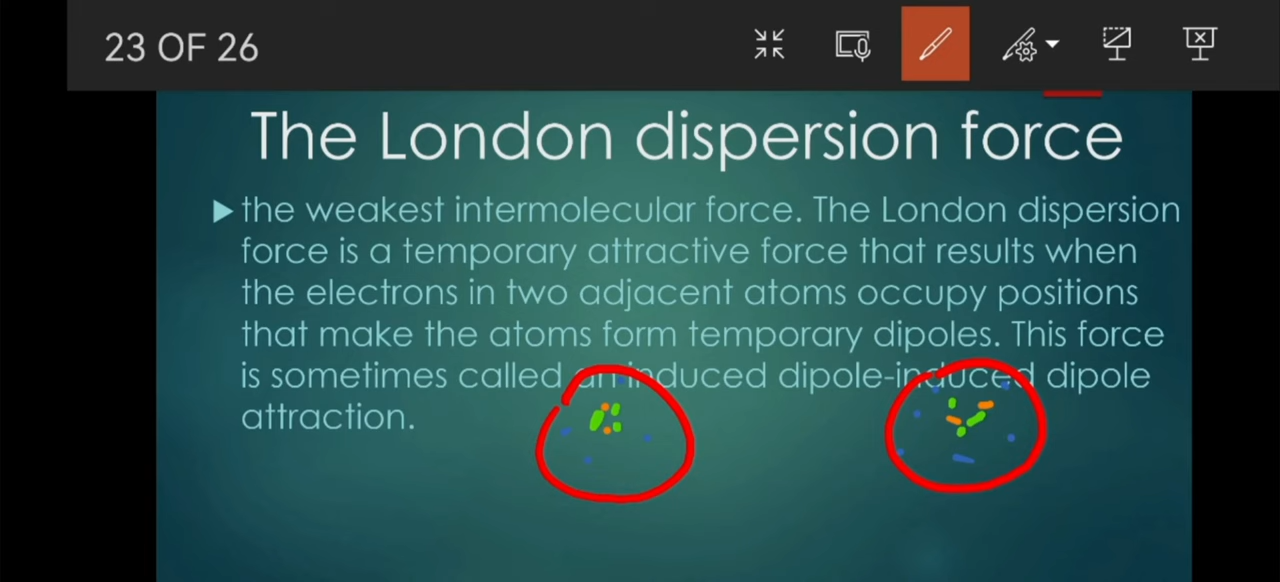 23 OF 26
The London dispersion force
the weakest intermolecular force. The London dispersion
force is a temporary attractive force that results when
the electrons in two adjacent atoms occupy positions
that make the atoms form temporary dipoles. This force
is sometimes called an induced dipole-induced dipole
attraction.